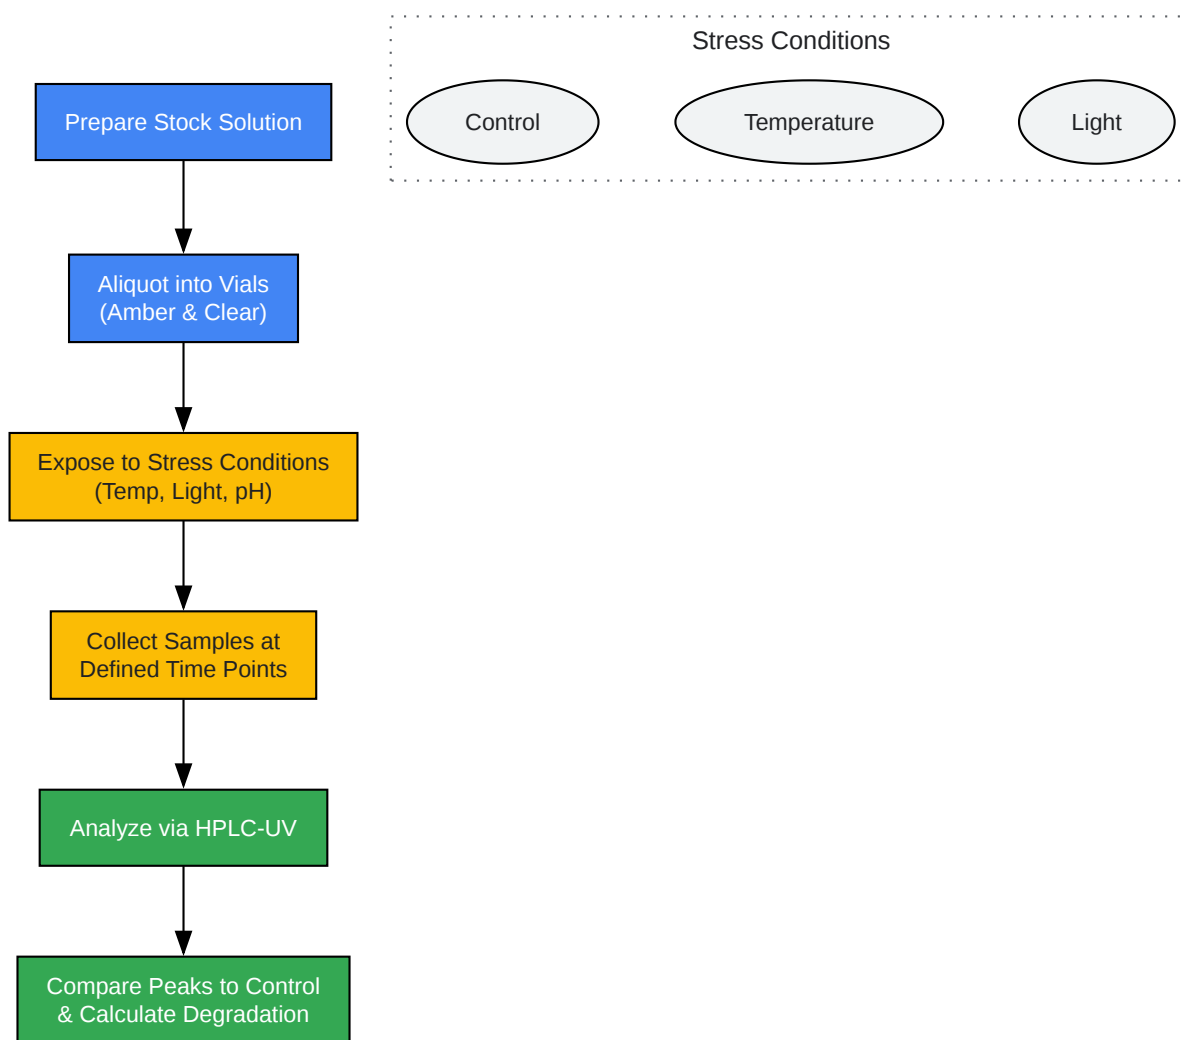 Stress Conditions
Control
Temperature
Light
Prepare Stock Solution
Aliquot into Vials
(Amber & Clear)
Expose to Stress Conditions
(Temp, Light, pH)
Collect Samples at
Defined Time Points
Analyze via HPLC-UV
Compare Peaks to Control
& Calculate Degradation